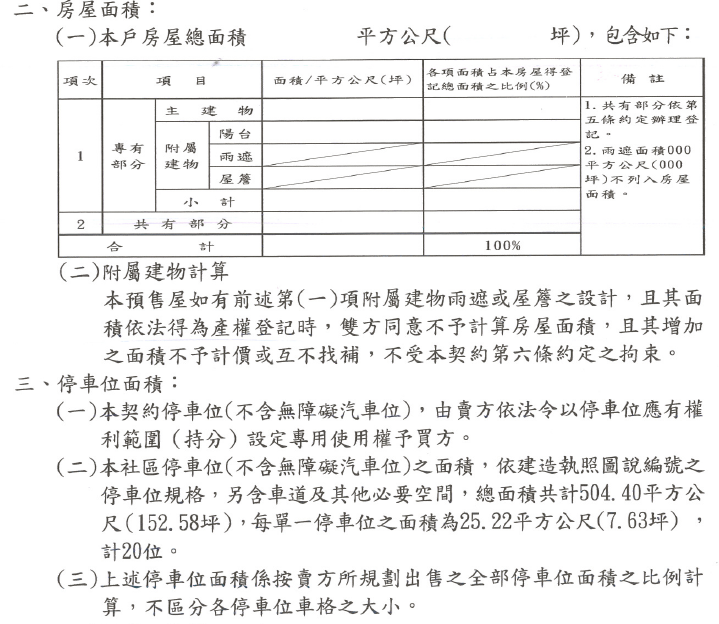 二、房屋面積：
(一)本戶房屋總面積　　　　平方公尺(　　　　坪)，包含如下：
項次　項　目　面積/平方公尺(坪)　各項面積占本房屋得登記總面積之比例(%)　備　註
1　專有部分　主　建　物
附屬建物　陽台
雨遮
屋簷
小　計
1.共有部分依第
五條約定辦理登
記。
2.雨遮面積000
平方公尺(000
坪)不列入房屋
面積。
2　共　有　部　分
合　　計　100%
(二)附屬建物計算
本預售屋如有前述第(一)項附屬建物雨遮或屋簷之設計，且其面
積依法得為產權登記時，雙方同意不予計算房屋面積，且其增加
之面積不予計價或互不找補，不受本契約第六條約定之拘束。
三、停車位面積：
(一)本契約停車位(不含無障礙汽車位)，由賣方依法令以停車位應有權
利範圍（持分）設定專用使用權予買方。
(二)本社區停車位(不含無障礙汽車位)之面積，依建造執照圖說編號之
停車位規格，另含車道及其他必要空間，總面積共計504.40平方公
尺(152.58坪)，每單一停車位之面積為25.22平方公尺(7.63坪)，
計20位。
(三)上述停車位面積係按賣方所規劃出售之全部停車位面積之比例計
算，不區分各停車位車格之大小。